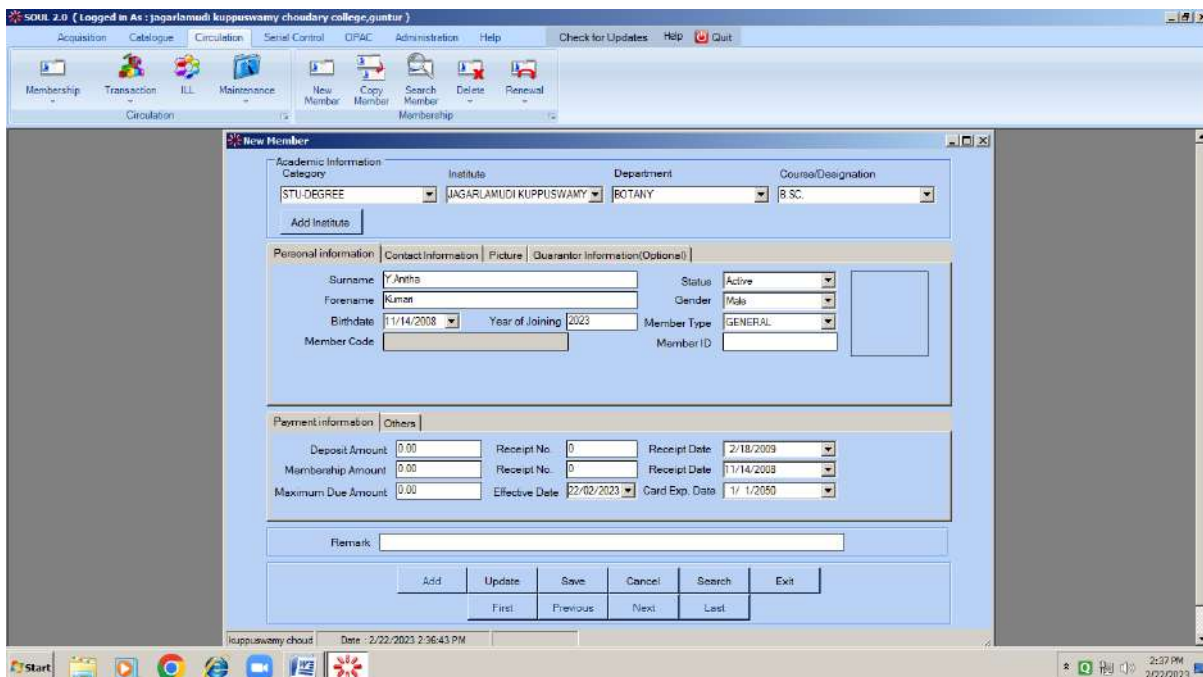 SOUL 2.0 ( Logged in As : jagarlamudi kuppuswamy choudary college,guntur )
Acquisition Catalogue Circulation Serial Control OPAC Administration Help Check for Updates Help Quit
Membership Transaction ILL Maintenance New Member Copy Member Search Member Delete Renewal
Circulation Membership
New Member
Academic Information
Category Institute Department Course/Designation
STU-DEGREE JAGARLAMUDI KUPPUSWAMY BOTANY B.SC.
Add Institute
Personal information Contact Information Picture Guarantor Information(Optional)
Surname Y.Anitha Status Active
Forename Kumari Gender Male
Birthdate 11/14/2008 Year of Joining 2023 Member Type GENERAL
Member Code Member ID
Payment information Others
Deposit Amount 0.00 Receipt No. 0 Receipt Date 2/18/2009
Membership Amount 0.00 Receipt No. 0 Receipt Date 11/14/2008
Maximum Due Amount 0.00 Effective Date 22/02/2023 Card Exp. Date 1/ 1/2050
Remark
Add Update Save Cancel Search Exit
First Previous Next Last
kuppuswamy choud Date : 2/22/2023 2:36:43 PM
Start 2:37 PM
2/22/2023